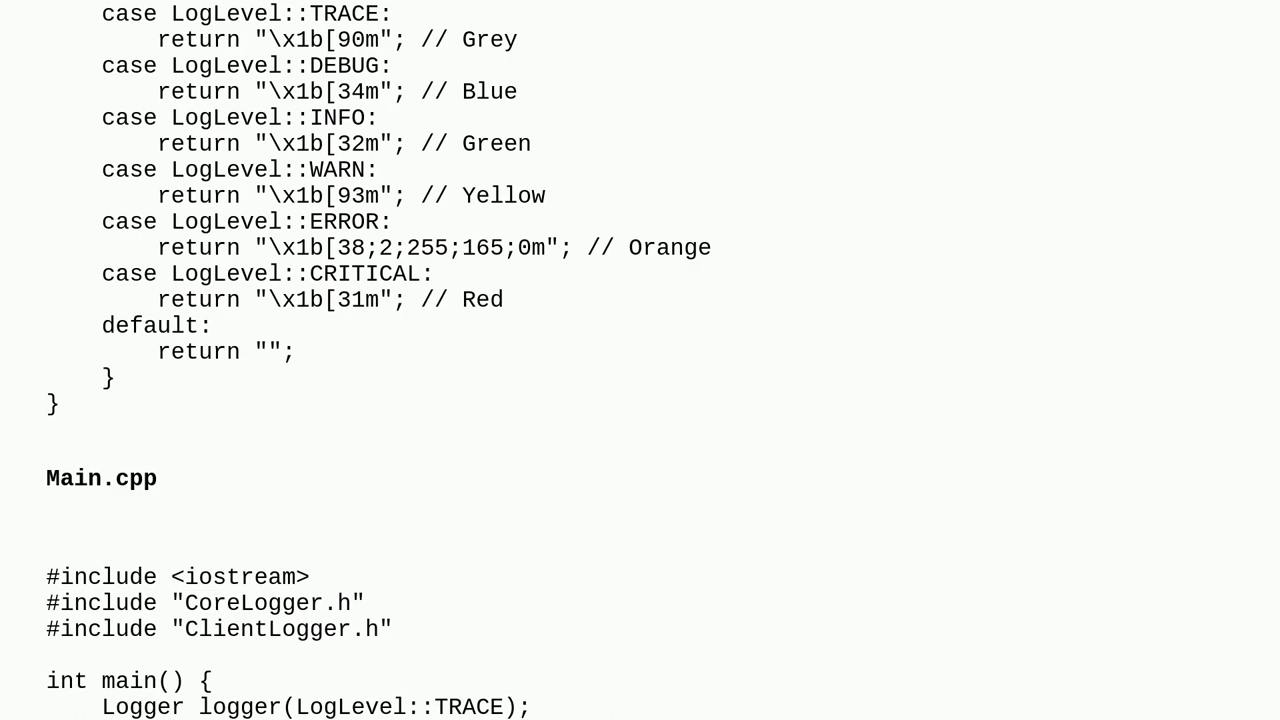 case LogLevel::TRACE:
        return "\x1b[90m"; // Grey
    case LogLevel::DEBUG:
        return "\x1b[34m"; // Blue
    case LogLevel::INFO:
        return "\x1b[32m"; // Green
    case LogLevel::WARN:
        return "\x1b[93m"; // Yellow
    case LogLevel::ERROR:
        return "\x1b[38;2;255;165;0m"; // Orange
    case LogLevel::CRITICAL:
        return "\x1b[31m"; // Red
    default:
        return "";
    }
}
Main.cpp
#include <iostream>
#include "CoreLogger.h"
#include "ClientLogger.h"
int main() {
    Logger logger(LogLevel::TRACE);